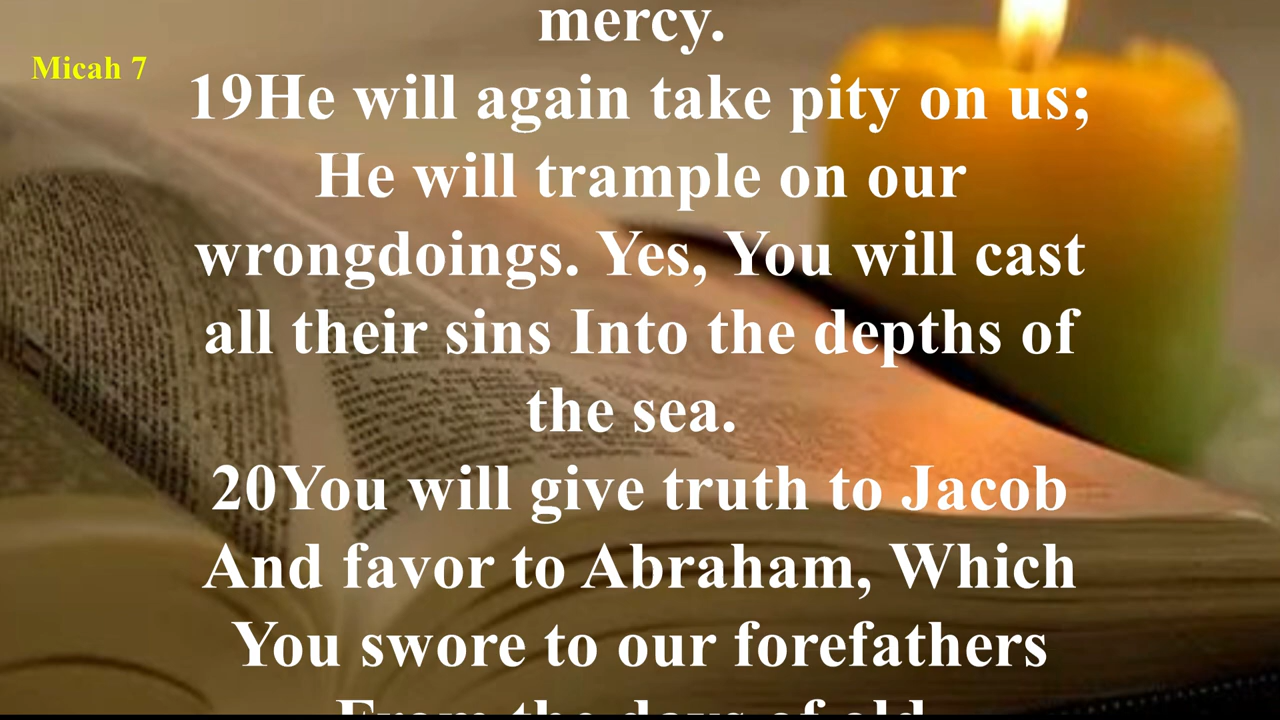 mercy.
Micah 7
19He will again take pity on us;
He will trample on our
wrongdoings. Yes, You will cast
all their sins Into the depths of
the sea.
20You will give truth to Jacob
And favor to Abraham, Which
You swore to our forefathers
From the days of old.